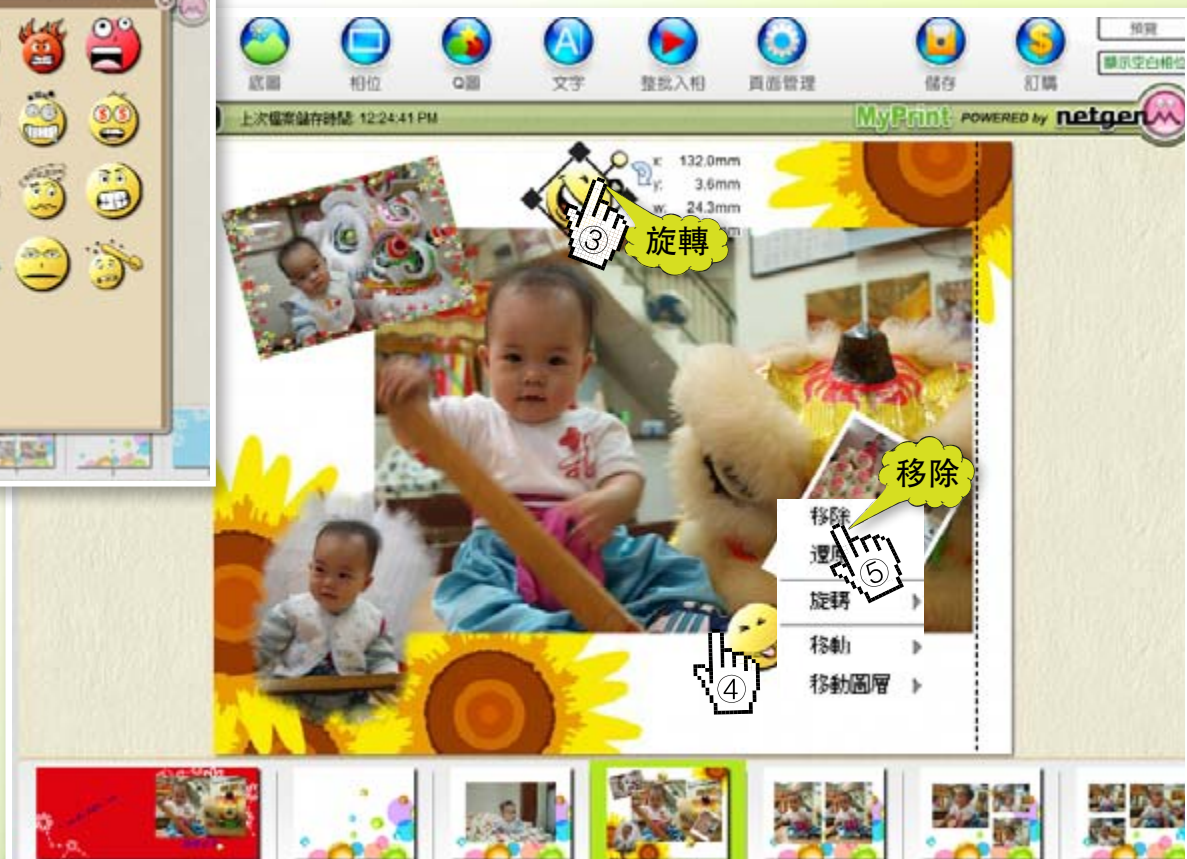 底圖
相位
Q圖
文字
整批入相
頁面管理
儲存
訂購
預覽
顯示空白相位
上次檔案儲存時間: 12:24:41 PM
MyPrint POWERED by netgen
x: 132.0mm
y: 3.6mm
w: 24.3mm
③
旋轉
移除
移除
⑤
旋轉
移動
移動圖層
④